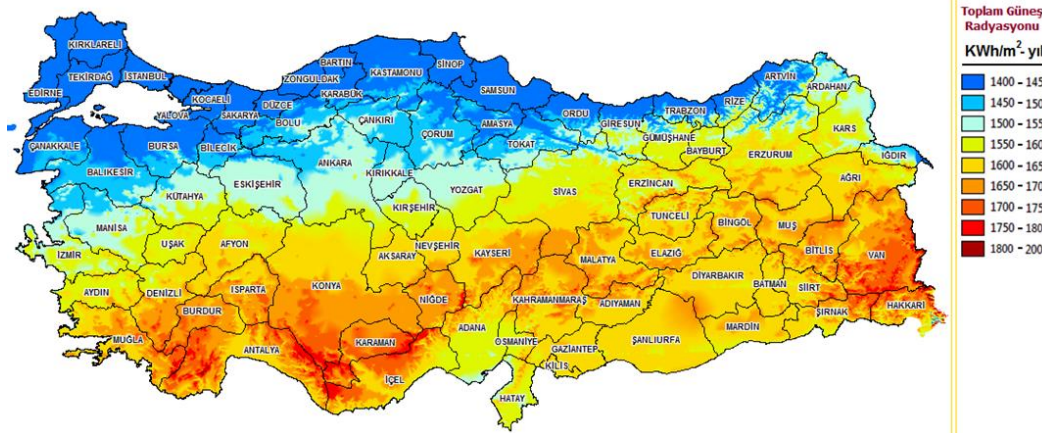 Toplam Güneş
Radyasyonu
KWh/m²- yıl
1400 - 145
1450 - 150
1500 - 155
1550 - 160
1600 - 165
1650 - 170
1700 - 175
1750 - 180
1800 - 200
KIRKLARELİ
TEKİRDAĞ
İSTANBUL
EDİRNE
KOCAELİ
YALOVA
SAKARYA
DÜZCE
ZONGULDAK
BARTIN
KARABÜK
KASTAMONU
SİNOP
SAMSUN
ORDU
GİRESUN
TRABZON
RİZE
ARTVİN
ARDAHAN
ÇANAKKALE
BURSA
BİLECİK
BOLU
ÇANKIRI
ÇORUM
AMASYA
TOKAT
GÜMÜŞHANE
BAYBURT
ERZURUM
KARS
IĞDIR
BALIKESİR
KÜTAHYA
ESKİŞEHİR
ANKARA
KIRIKKALE
YOZGAT
SİVAS
ERZİNCAN
AĞRI
MANİSA
UŞAK
AFYON
KIRŞEHİR
NEVŞEHİR
AKSARAY
KAYSERİ
MALATYA
ELAZIĞ
TUNCELİ
BİNGÖL
MUŞ
BİTLİS
VAN
İZMİR
AYDIN
DENİZLİ
ISPARTA
BURDUR
KONYA
NİĞDE
KAHRAMANMARAŞ
ADIYAMAN
DİYARBAKIR
BATMAN
SİİRT
ŞIRNAK
HAKKARİ
MUĞLA
ANTALYA
KARAMAN
İÇEL
ADANA
OSMANİYE
GAZİANTEP
KİLİS
ŞANLIURFA
MARDİN
HATAY